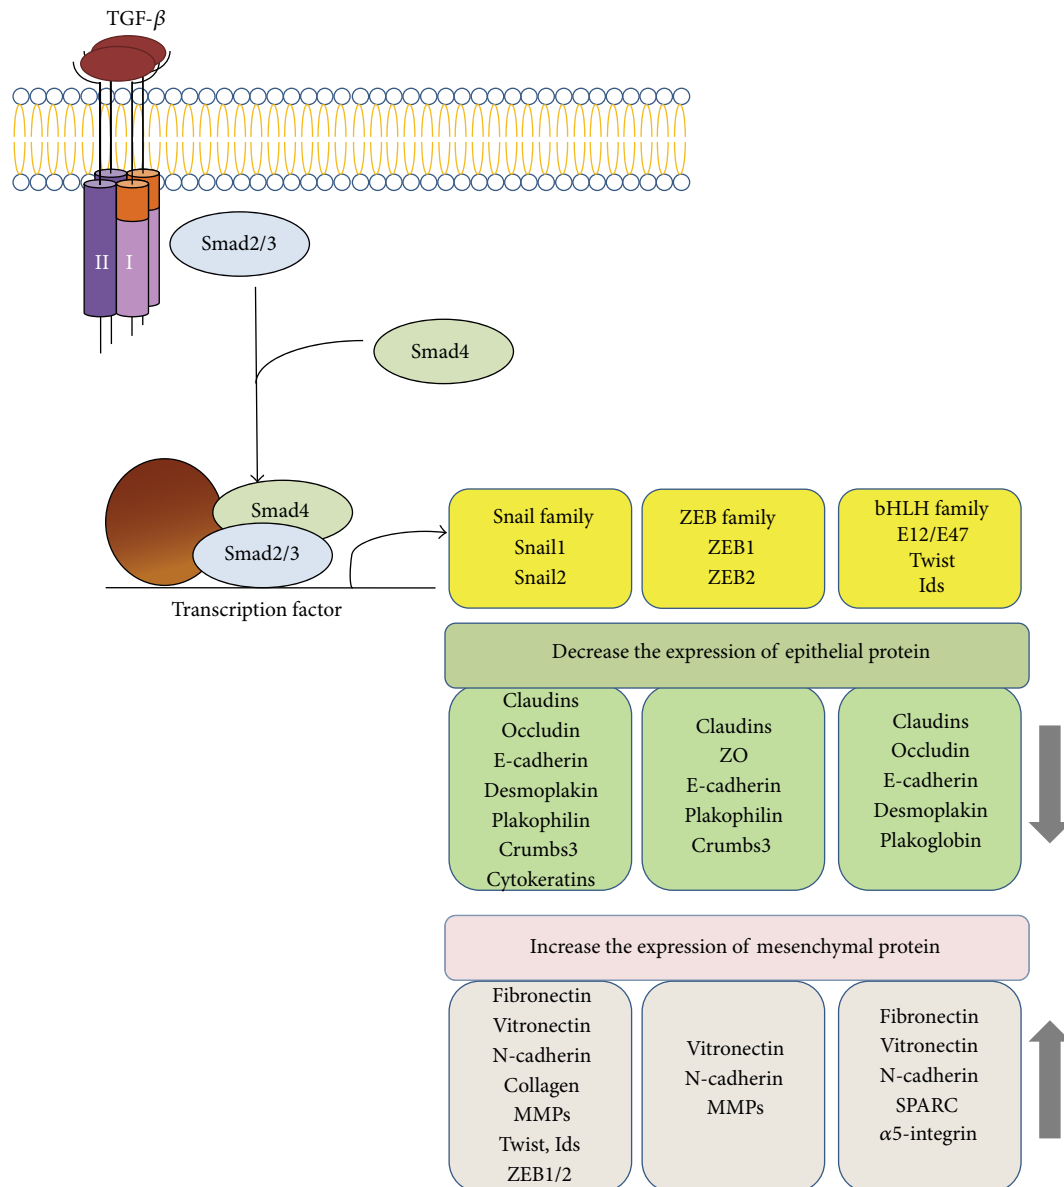 TGF-β
Smad2/3
II
I
Smad4
Smad4
Smad2/3
Transcription factor
Snail family
Snail1
Snail2
ZEB family
ZEB1
ZEB2
bHLH family
E12/E47
Twist
Ids
Decrease the expression of epithelial protein
Claudins
Occludin
E-cadherin
Desmoplakin
Plakophilin
Crumbs3
Cytokeratins
Claudins
ZO
E-cadherin
Plakophilin
Crumbs3
Claudins
Occludin
E-cadherin
Desmoplakin
Plakoglobin
Increase the expression of mesenchymal protein
Fibronectin
Vitronectin
N-cadherin
Collagen
MMPs
Twist, Ids
ZEB1/2
Vitronectin
N-cadherin
MMPs
Fibronectin
Vitronectin
N-cadherin
SPARC
α5-integrin